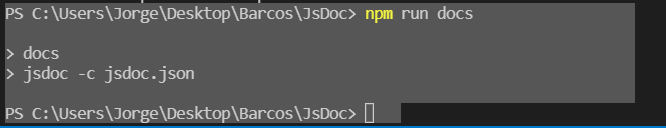 PS C:\Users\Jorge\Desktop\Barcos\JsDoc> npm run docs
> docs
> jsdoc -c jsdoc.json
PS C:\Users\Jorge\Desktop\Barcos\JsDoc>